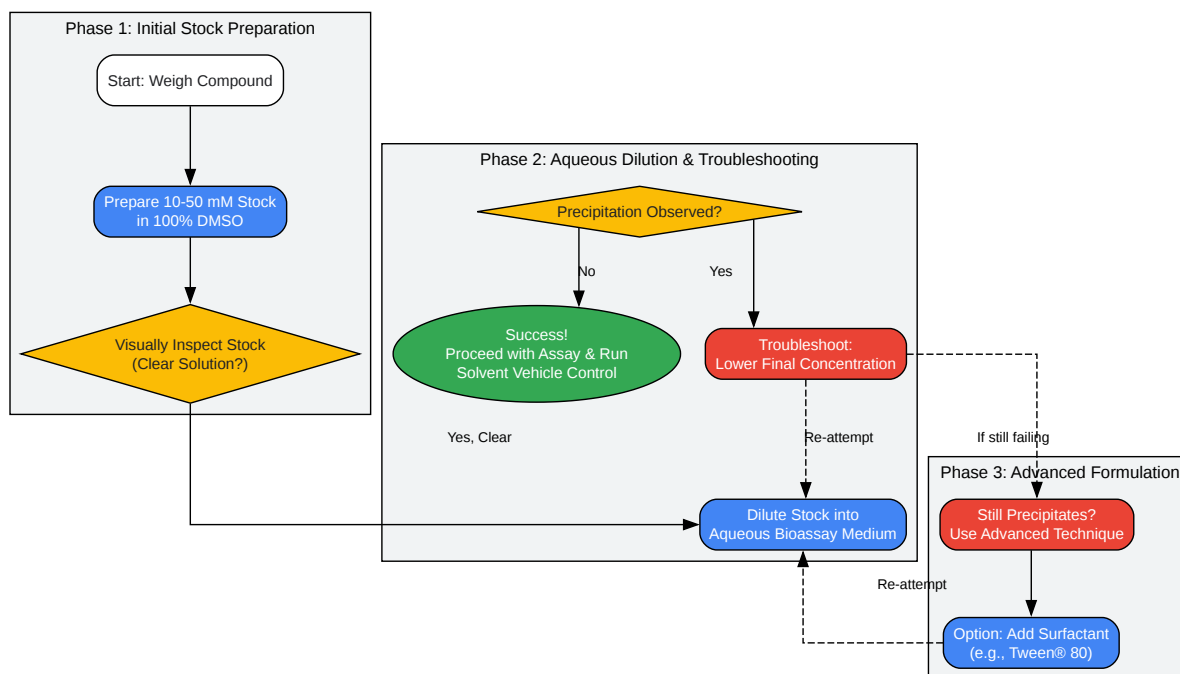 Phase 1: Initial Stock Preparation
Start: Weigh Compound
Prepare 10-50 mM Stock
in 100% DMSO
Visually Inspect Stock
(Clear Solution?)
Phase 2: Aqueous Dilution & Troubleshooting
Precipitation Observed?
No
Yes
Success!
Proceed with Assay & Run
Solvent Vehicle Control
Troubleshoot:
Lower Final Concentration
Yes, Clear
Re-attempt
If still failing
Dilute Stock into
Aqueous Bioassay Medium
Phase 3: Advanced Formulation
Still Precipitates?
Use Advanced Technique
Re-attempt
Option: Add Surfactant
(e.g., Tween® 80)